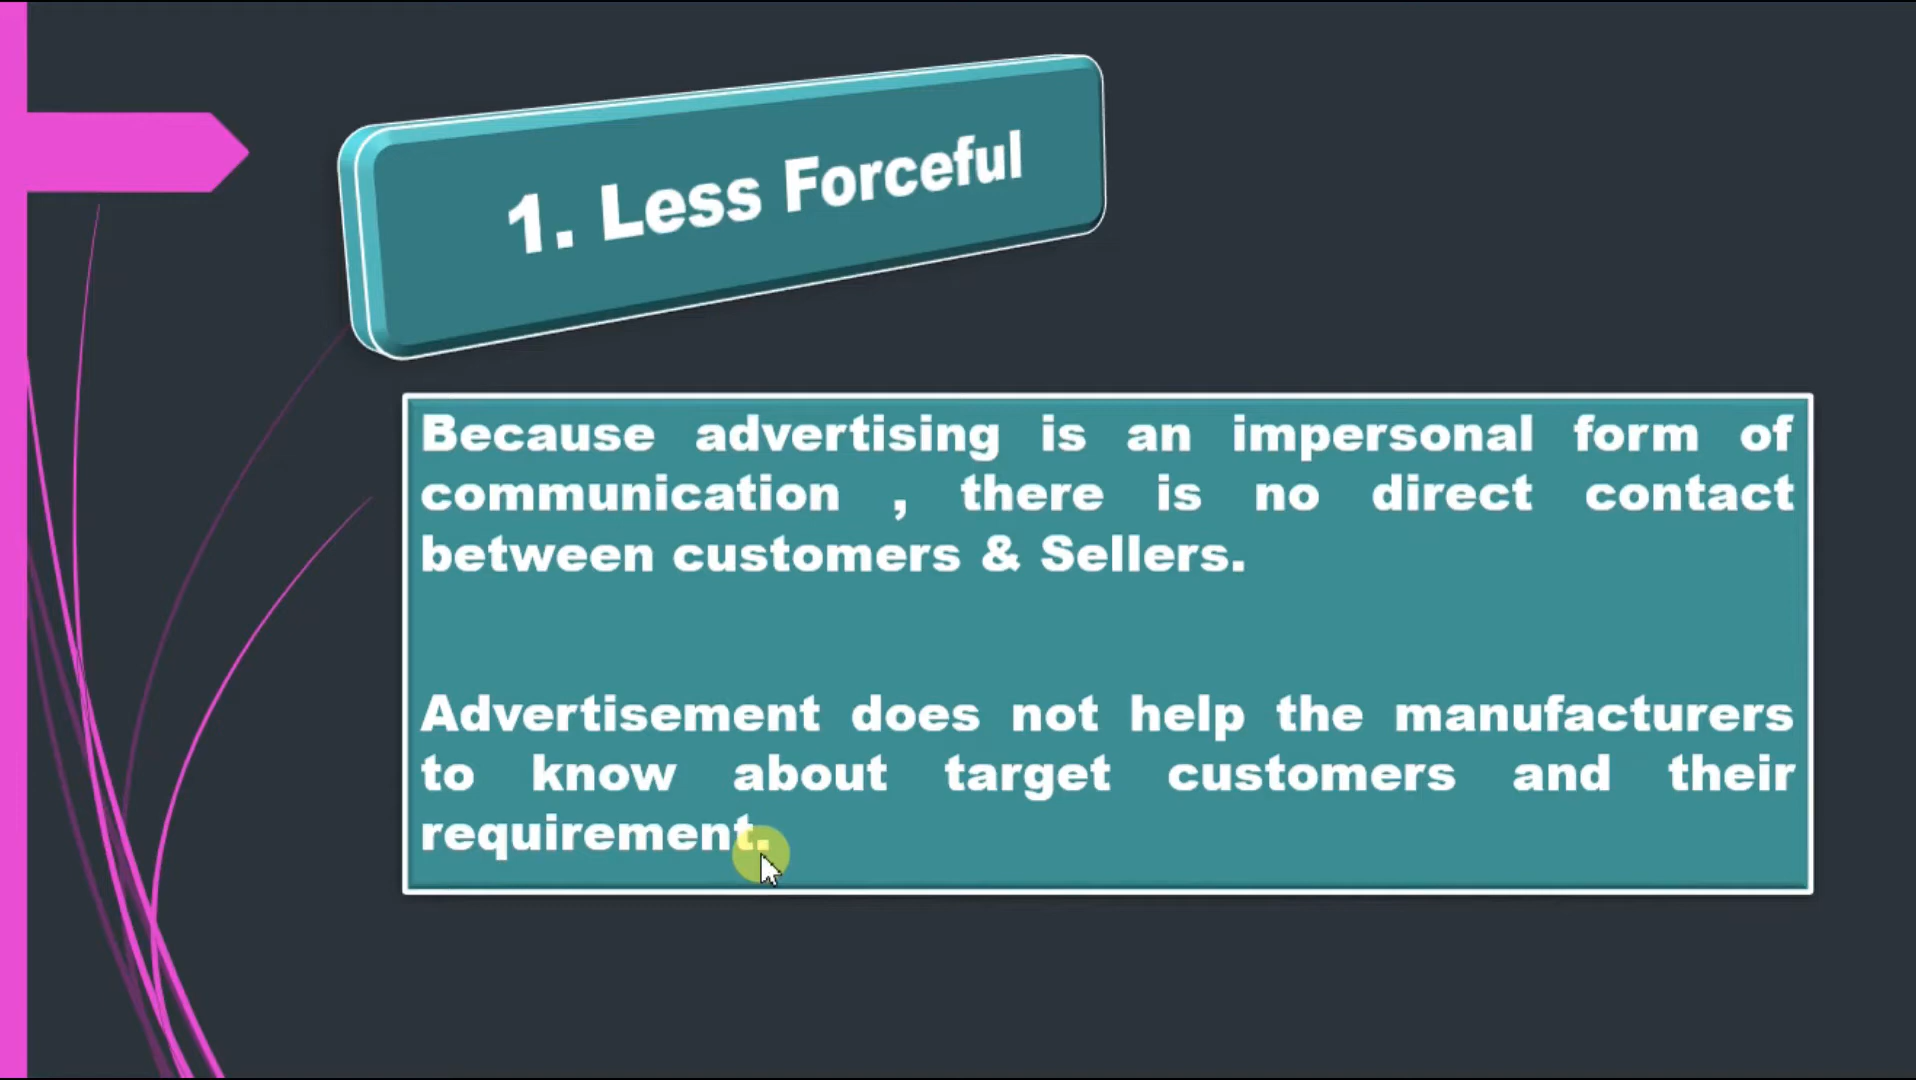 1. Less Forceful
Because advertising is an impersonal form of
communication , there is no direct contact
between customers & Sellers.
Advertisement does not help the manufacturers
to know about target customers and their
requirement.